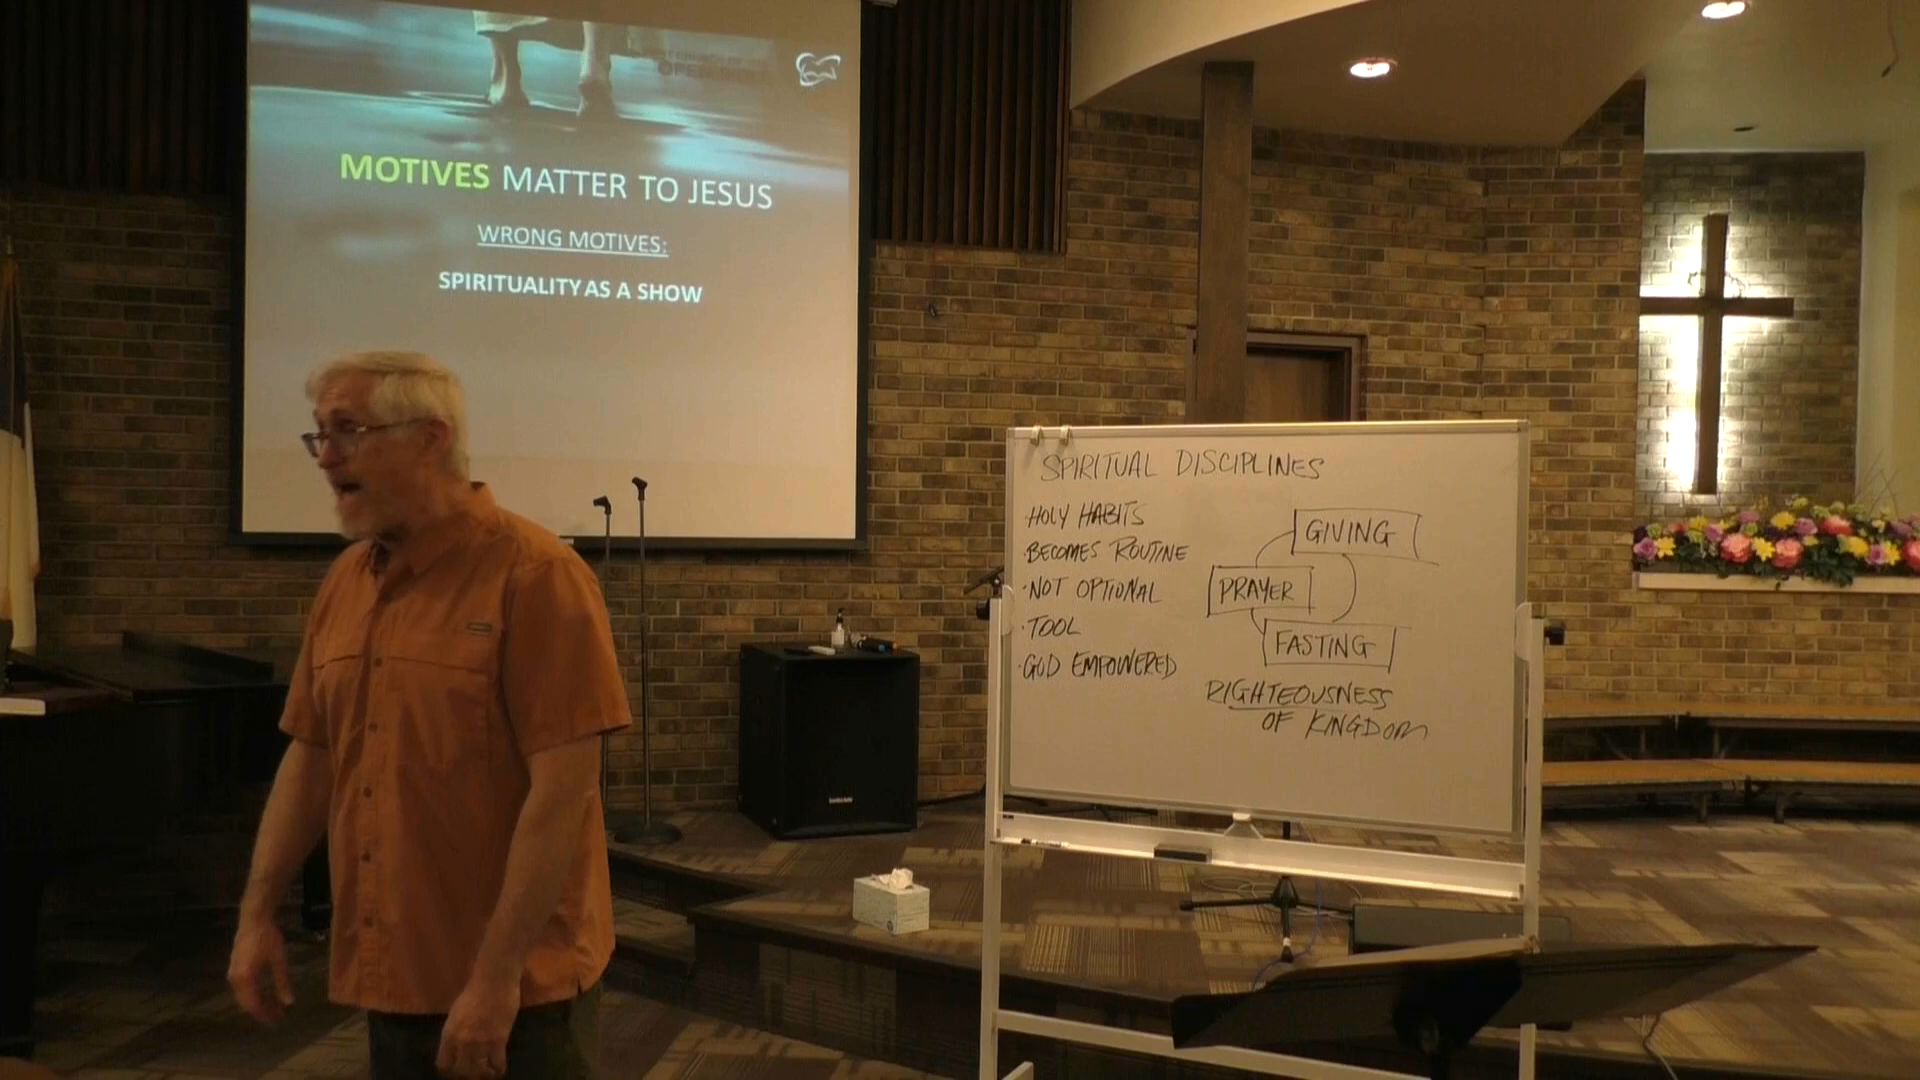 MOTIVES MATTER TO JESUS
WRONG MOTIVES:
SPIRITUALITY AS A SHOW
SPIRITUAL DISCIPLINES
·HOLY HABITS
·BECOMES ROUTINE
·NOT OPTIONAL
·TOOL
·GOD EMPOWERED
GIVING
PRAYER
FASTING
RIGHTEOUSNESS
OF KINGDOM